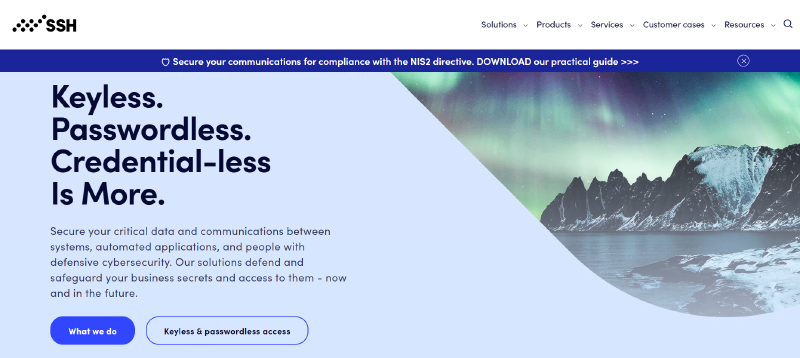 SSH
Solutions Products Services Customer cases Resources
Secure your communications for compliance with the NIS2 directive. DOWNLOAD our practical guide >>>
Keyless.
Passwordless.
Credential-less
Is More.
Secure your critical data and communications between
systems, automated applications, and people with
defensive cybersecurity. Our solutions defend and
safeguard your business secrets and access to them - now
and in the future.
What we do Keyless & passwordless access